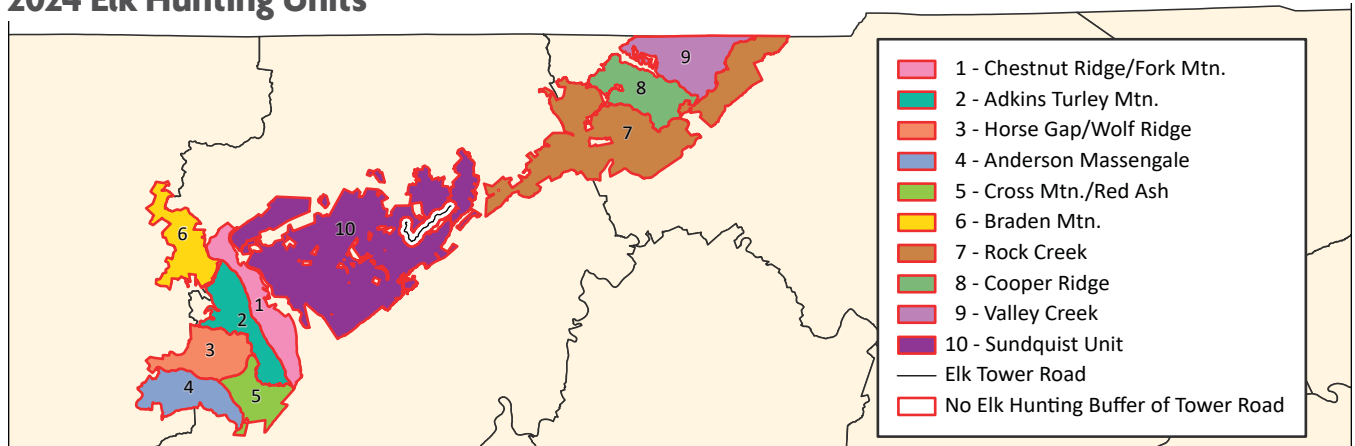 2024 Elk Hunting Units
9
8
7
10
6
1
2
3
4
5
1 - Chestnut Ridge/Fork Mtn.
2 - Adkins Turley Mtn.
3 - Horse Gap/Wolf Ridge
4 - Anderson Massengale
5 - Cross Mtn./Red Ash
6 - Braden Mtn.
7 - Rock Creek
8 - Cooper Ridge
9 - Valley Creek
10 - Sundquist Unit
Elk Tower Road
No Elk Hunting Buffer of Tower Road